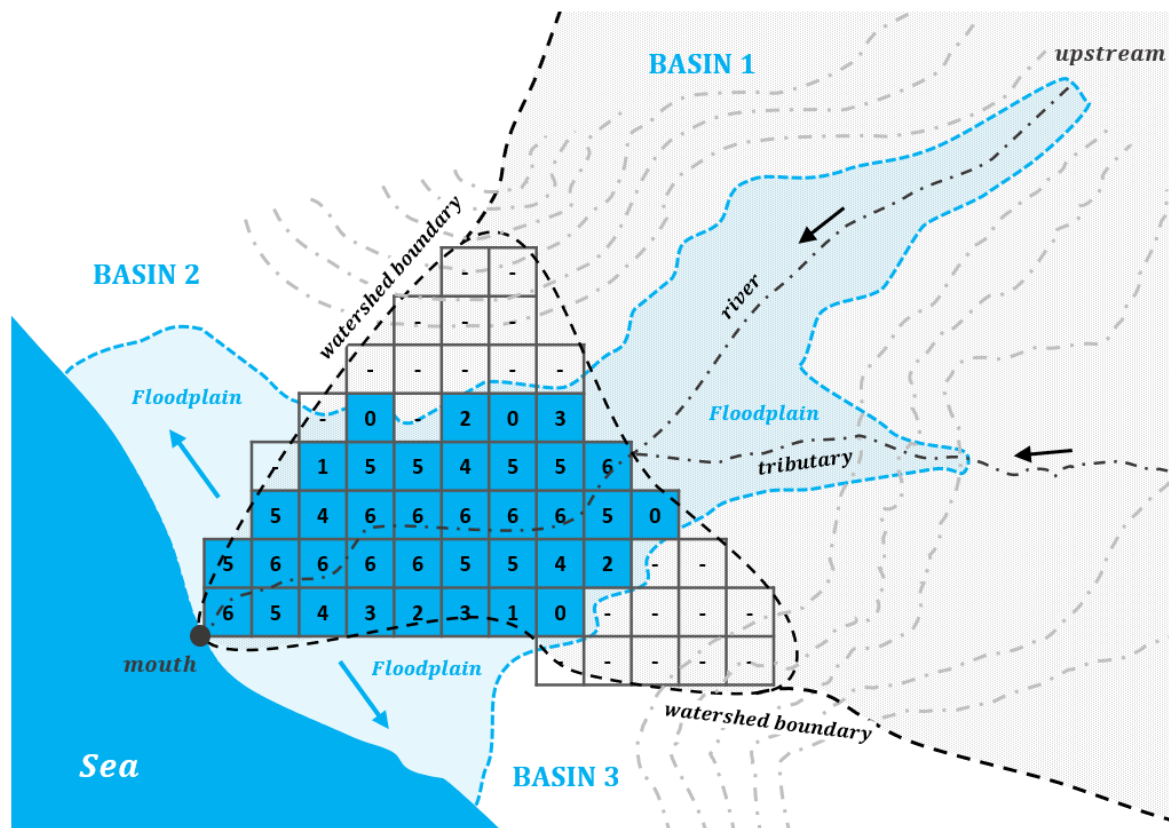 upstream
BASIN 1
watershed boundary
BASIN 2
- -
river
- - -
- - - - -
Floodplain
- 0 - 2 0 3
Floodplain
- 1 5 5 4 5 5 6
tributary
5 4 6 6 6 6 6 5 0
5 6 6 6 6 5 5 4 2 - -
6 5 4 3 2 3 1 0 - - - -
- - - - -
mouth
Floodplain
watershed boundary
Sea
BASIN 3